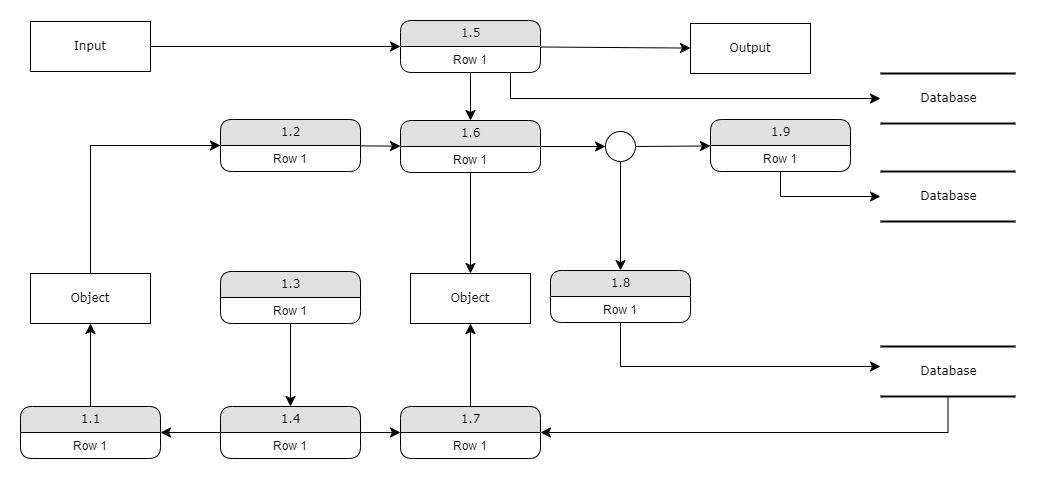 Input
1.5
Row 1
Output
Database
1.2
Row 1
1.6
Row 1
1.9
Row 1
Database
Object
1.3
Row 1
Object
1.8
Row 1
Database
1.1
Row 1
1.4
Row 1
1.7
Row 1